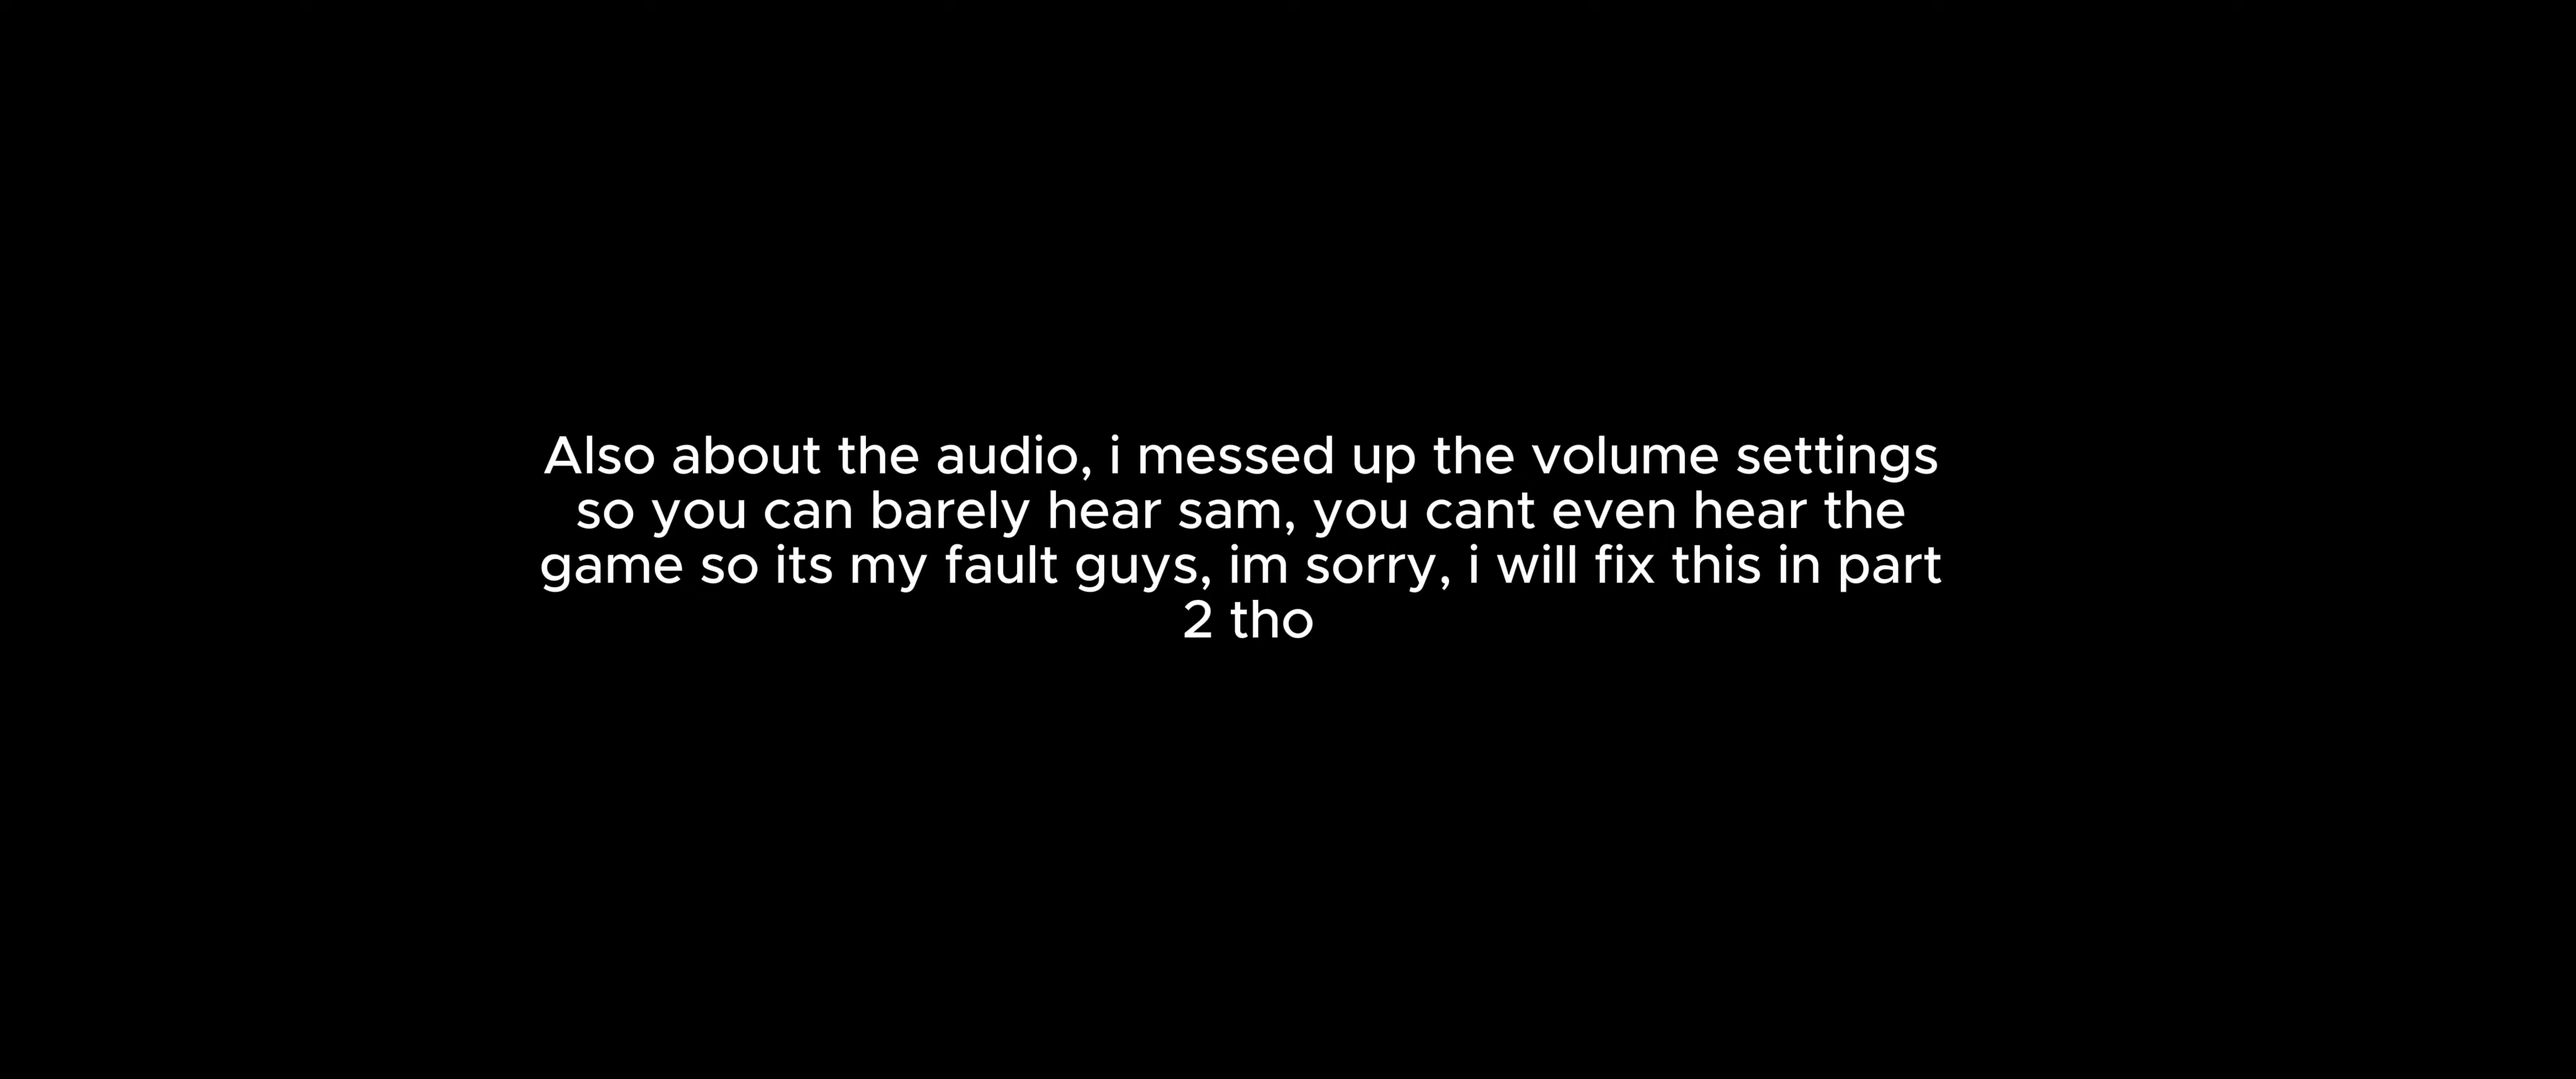 Also about the audio, i messed up the volume settings
so you can barely hear sam, you cant even hear the
game so its my fault guys, im sorry, i will fix this in part
2 tho